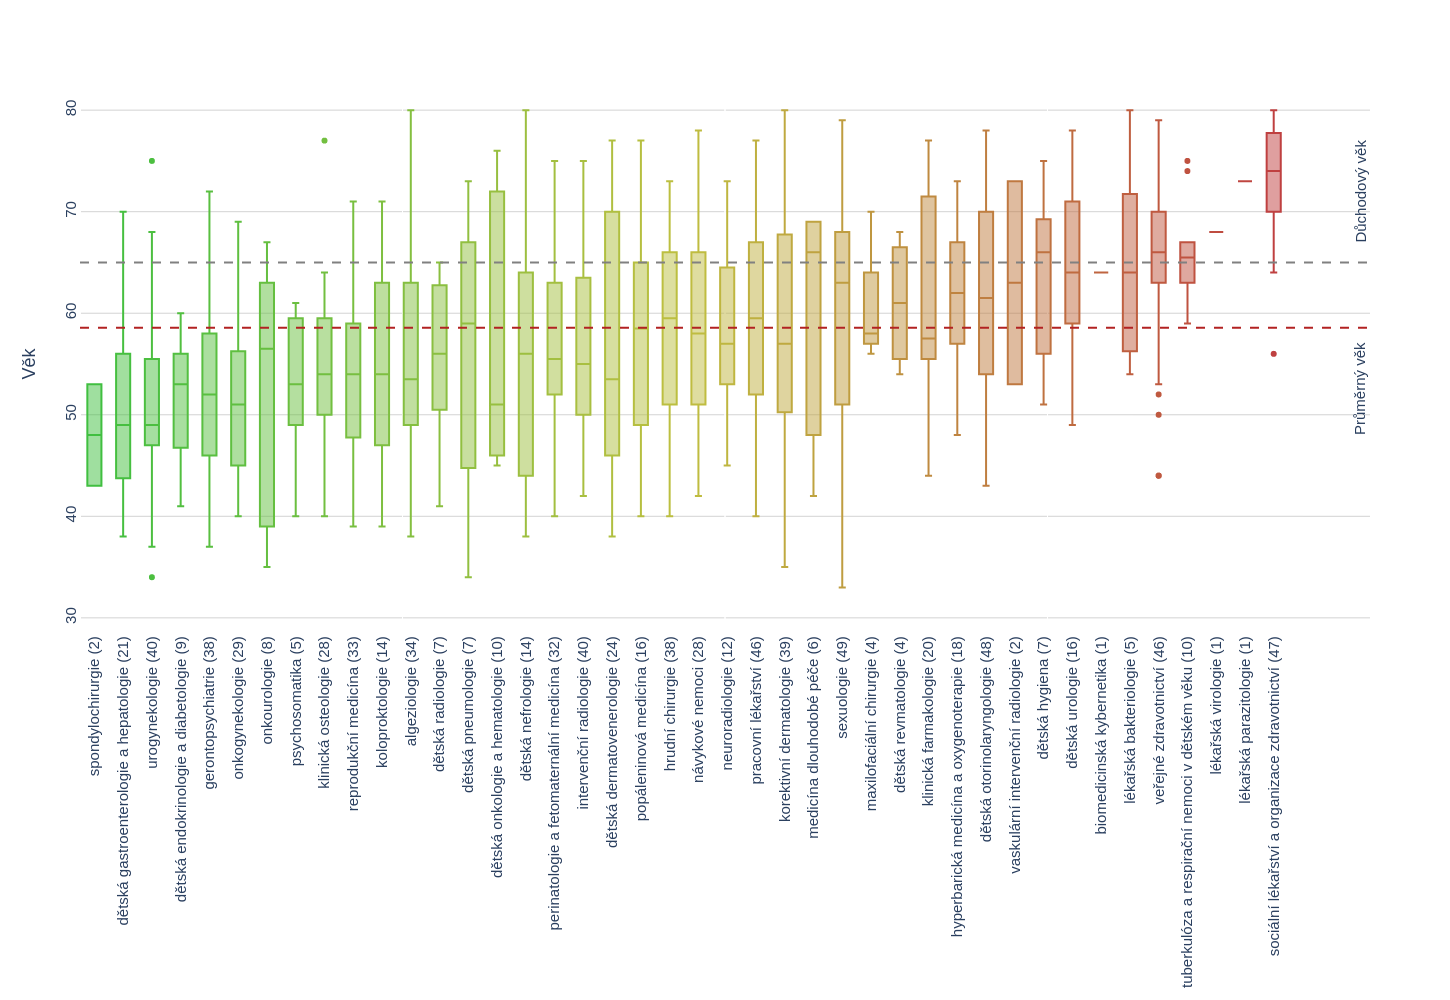 Věk
80
70
60
50
40
30
Důchodový věk
Průměrný věk
spondylochirurgie (2)
dětská gastroenterologie a hepatologie (21)
urogynekologie (40)
dětská endokrinologie a diabetologie (9)
gerontopsychiatrie (38)
onkogynekologie (29)
onkourologie (8)
psychosomatika (5)
klinická osteologie (28)
reprodukční medicína (33)
koloproktologie (14)
algeziologie (34)
dětská radiologie (7)
dětská pneumologie (7)
dětská onkologie a hematologie (10)
dětská nefrologie (14)
perinatologie a fetomaternální medicína (32)
intervenční radiologie (40)
dětská dermatovenerologie (24)
popáleninová medicína (16)
hrudní chirurgie (38)
návykové nemoci (28)
neuroradiologie (12)
pracovní lékařství (46)
korektivní dermatologie (39)
medicína dlouhodobé péče (6)
sexuologie (49)
maxilofaciální chirurgie (4)
dětská revmatologie (4)
klinická farmakologie (20)
hyperbarická medicína a oxygenoterapie (18)
dětská otorinolaryngologie (48)
vaskulární intervenční radiologie (2)
dětská hygiena (7)
dětská urologie (16)
biomedicínská kybernetika (1)
lékařská bakteriologie (5)
veřejné zdravotnictví (46)
tuberkulóza a respirační nemoci v dětském věku (10)
lékařská virologie (1)
lékařská parazitologie (1)
sociální lékařství a organizace zdravotnictví (47)